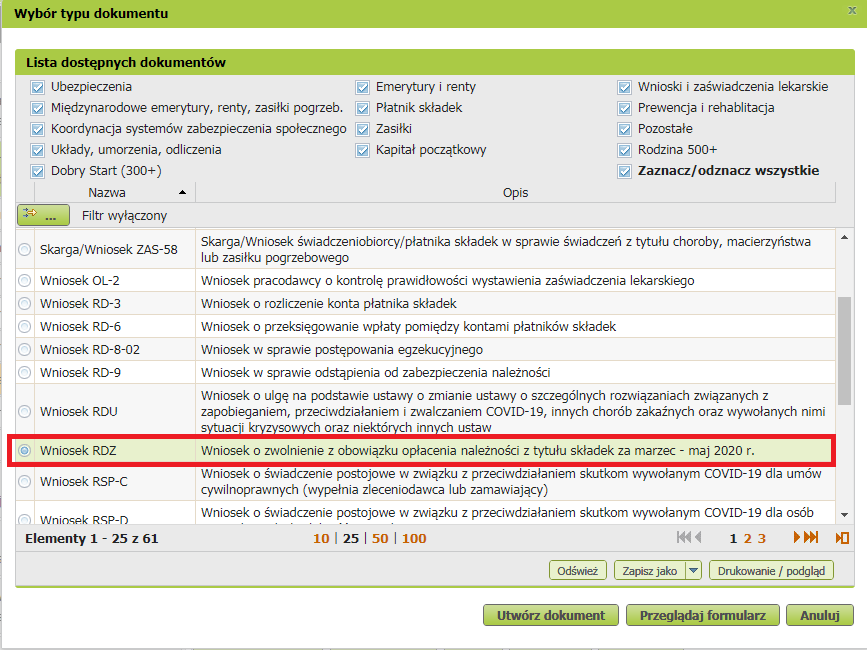 Wybór typu dokumentu
x
Lista dostępnych dokumentów
Ubezpieczenia Emerytury i renty Wnioski i zaświadczenia lekarskie
Międzynarodowe emerytury, renty, zasiłki pogrzeb. Płatnik składek Prewencja i rehabilitacja
Koordynacja systemów zabezpieczenia społecznego Zasiłki Pozostałe
Układy, umorzenia, odliczenia Kapitał początkowy Rodzina 500+
Dobry Start (300+) Zaznacz/odznacz wszystkie
Nazwa Opis
... Filtr wyłączony
Skarga/Wniosek ZAS-58 Skarga/Wniosek świadczeniobiorcy/płatnika składek w sprawie świadczeń z tytułu choroby, macierzyństwa
lub zasiłku pogrzebowego
Wniosek OL-2 Wniosek pracodawcy o kontrolę prawidłowości wystawienia zaświadczenia lekarskiego
Wniosek RD-3 Wniosek o rozliczenie konta płatnika składek
Wniosek RD-6 Wniosek o przeksięgowanie wpłaty pomiędzy kontami płatników składek
Wniosek RD-8-02 Wniosek w sprawie postępowania egzekucyjnego
Wniosek RD-9 Wniosek w sprawie odstąpienia od zabezpieczenia należności
Wniosek RDU Wniosek o ulgę na podstawie ustawy o zmianie ustawy o szczególnych rozwiązaniach związanych z
zapobieganiem, przeciwdziałaniem i zwalczaniem COVID-19, innych chorób zakaźnych oraz wywołanych nimi
sytuacji kryzysowych oraz niektórych innych ustaw
Wniosek RDZ Wniosek o zwolnienie z obowiązku opłacenia należności z tytułu składek za marzec - maj 2020 r.
Wniosek RSP-C Wniosek o świadczenie postojowe w związku z przeciwdziałaniem skutkom wywołanym COVID-19 dla umów
cywilnoprawnych (wypełnia zleceniodawca lub zamawiający)
Wniosek RSP-D Wniosek o świadczenie postojowe w związku z przeciwdziałaniem skutkom wywołanym COVID-19 dla osób
Elementy 1 - 25 z 61 10 | 25 | 50 | 100 1 2 3
Odśwież Zapisz jako Drukowanie / podgląd
Utwórz dokument Przeglądaj formularz Anuluj